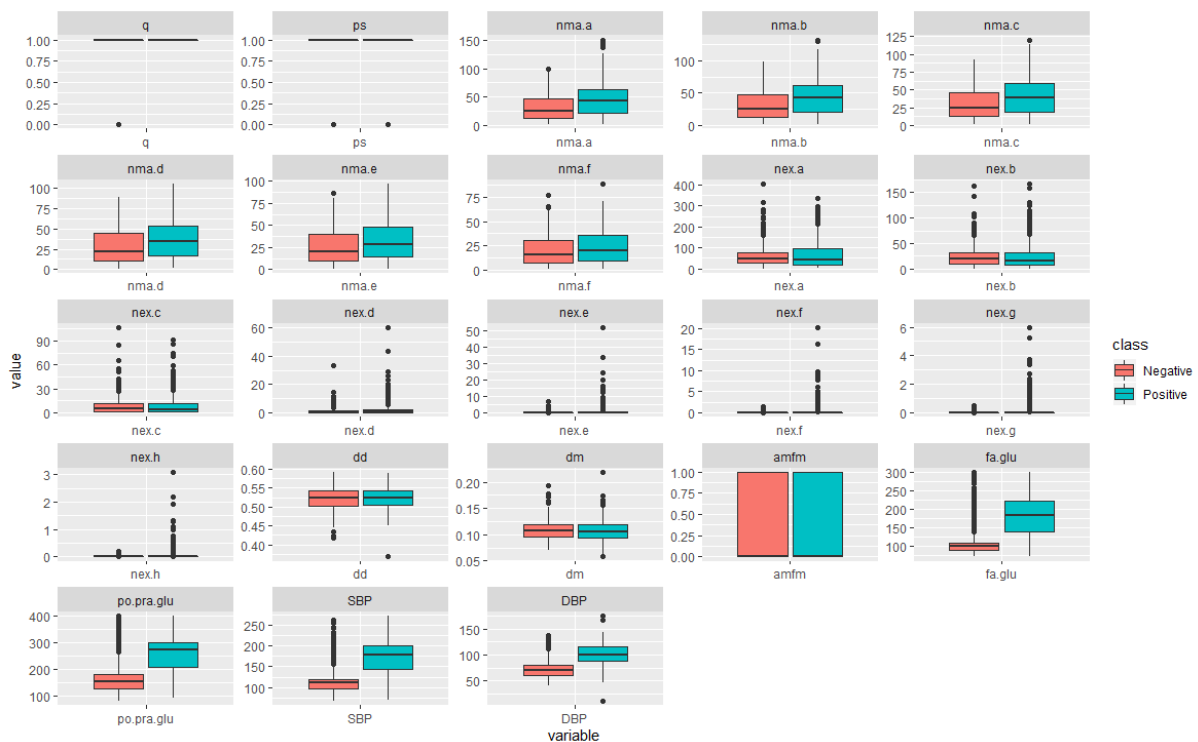 q ps nma.a nma.b nma.c
1.00 0.75 0.50 0.25 0.00
1.00 0.75 0.50 0.25 0.00
150 100 50 0
100 50 0
125 100 75 50 25 0
q ps nma.a nma.b nma.c
nma.d nma.e nma.f nex.a nex.b
100 75 50 25 0
100 75 50 25 0
75 50 25 0
400 300 200 100 0
150 100 50 0
nma.d nma.e nma.f nex.a nex.b
nex.c nex.d nex.e nex.f nex.g
90 60 30 0
60 40 20 0
50 40 30 20 10 0
20 15 10 5 0
6 4 2 0
nex.c nex.d nex.e nex.f nex.g
value
class
Negative
Positive
nex.h dd dm amfm fa.glu
3 2 1 0
0.60 0.55 0.50 0.45 0.40
0.20 0.15 0.10 0.05
1.00 0.75 0.50 0.25 0.00
300 250 200 150 100
nex.h dd dm amfm fa.glu
po.pra.glu SBP DBP
400 300 200 100
250 200 150 100
150 100 50
po.pra.glu SBP DBP
variable